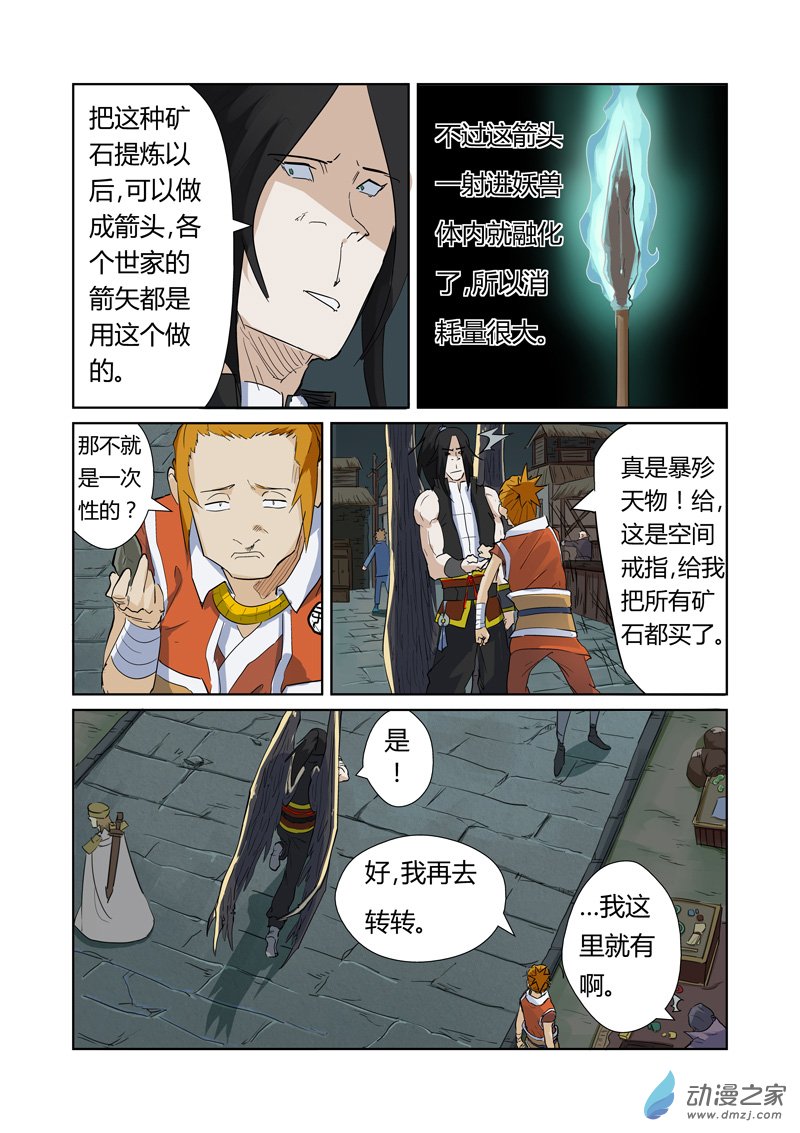 把这种矿
石提炼以
后,可以做
成箭头,各
个世家的
箭矢都是
用这个做
的。
不过这箭头
一射进妖兽
体内就融化
了,所以消
耗量很大。
那不就
是一次
性的？
真是暴殄
天物！给,
这是空间
戒指,给我
把所有矿
石都买了。
是
！
好,我再去
转转。
…我这
里就有
啊。
动漫之家
www.dmzj.com